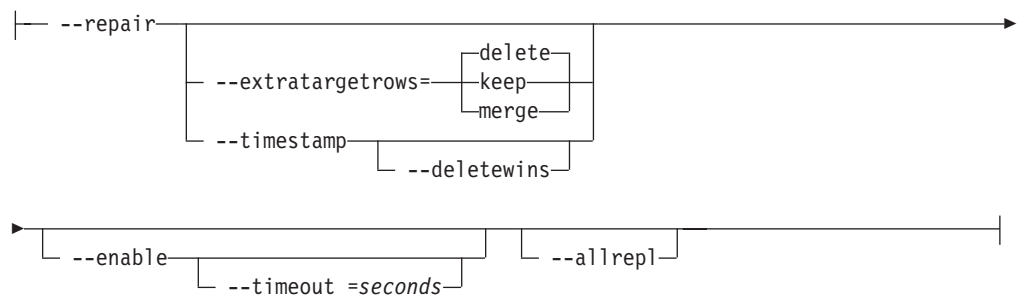 --repair
delete
--extratargetrows= keep
merge
--timestamp
--deletewins
--enable --allrepl
--timeout =seconds